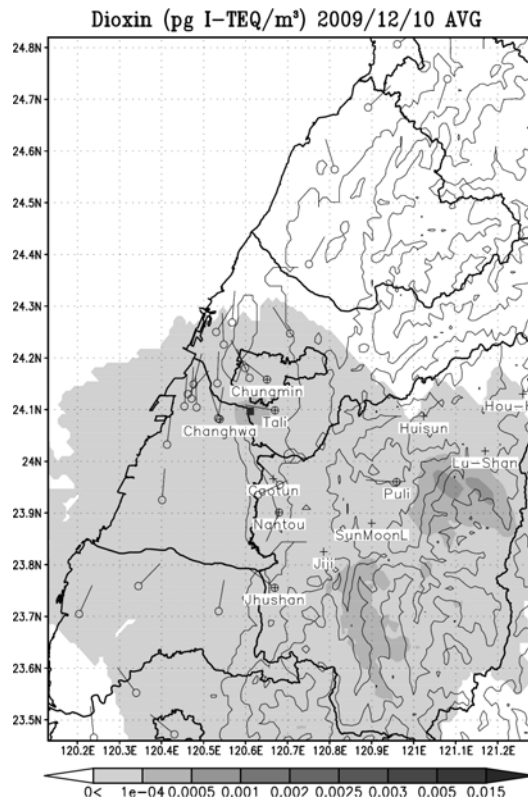 Dioxin (pg I-TEQ/m³) 2009/12/10 AVG
24.8N
24.7N
24.6N
24.5N
24.4N
24.3N
24.2N
24.1N
24N
23.9N
23.8N
23.7N
23.6N
23.5N
Chungmin
Hou-
Tali
Changhwa
Huisun
Lu-Shan
Caotun
Puli
Nantou
SunMoonL
Jiji
Jhushan
120.2E 120.3E 120.4E 120.5E 120.6E 120.7E 120.8E 120.9E 121E 121.1E 121.2E
0< 1e-04 0.0005 0.001 0.002 0.003 0.005 0.015